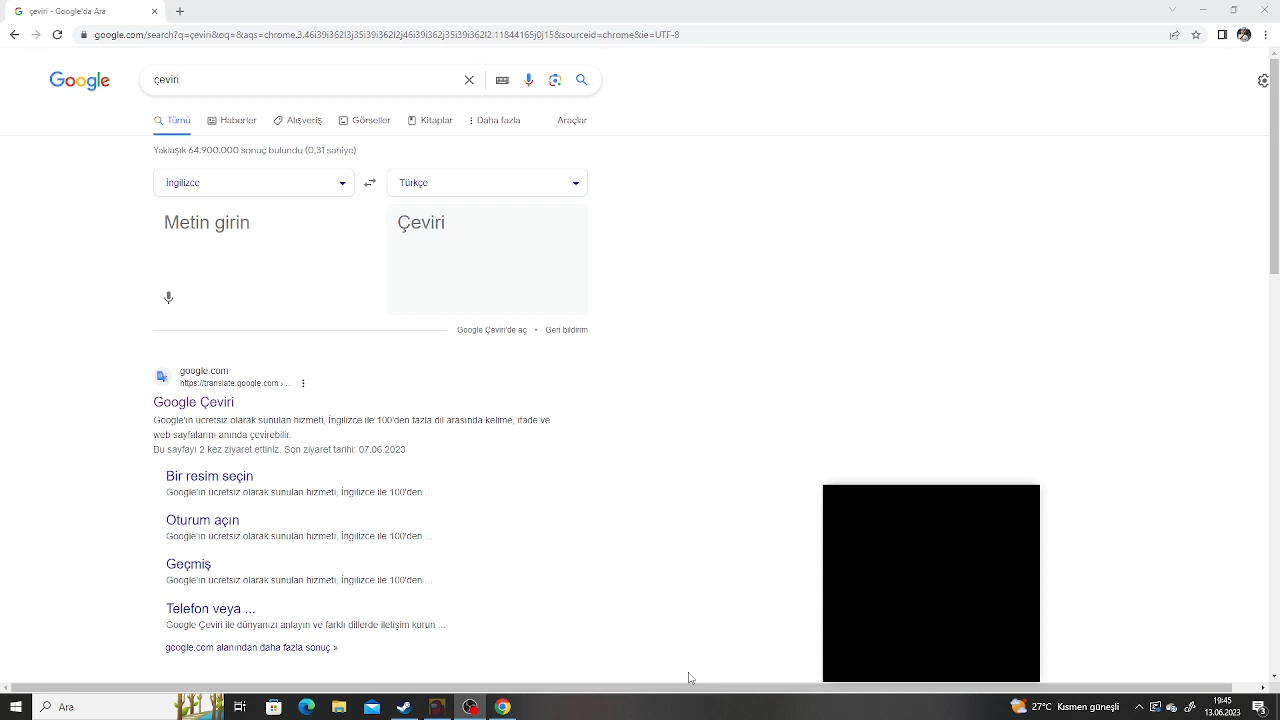 çeviri - Google'da Ara
google.com/search?q=çeviri&oq=&aqs=chrome.3.46i39i362l3j35i39i362l2j46i39i362j35i39i362l2.11844165j0j15&sourceid=chrome&ie=UTF-8
Google
çeviri
Tümü Haberler Alışveriş Görseller Kitaplar Daha fazla Araçlar
Yaklaşık 64.900.000 sonuç bulundu (0,31 saniye)
İngilizce Türkçe
Metin girin Çeviri
Google Çeviri'de aç • Geri bildirim
google.com
https://translate.google.com › ...
Google Çeviri
Google'ın ücretsiz olarak sunulan hizmeti, İngilizce ile 100'den fazla dil arasında kelime, ifade ve
web sayfalarını anında çevirebilir.
Bu sayfayı 2 kez ziyaret ettiniz. Son ziyaret tarihi: 07.06.2023
Bir resim seçin
Google'ın ücretsiz olarak sunulan hizmeti, İngilizce ile 100'den ...
Oturum açın
Google'ın ücretsiz olarak sunulan hizmeti, İngilizce ile 100'den ...
Geçmiş
Google'ın ücretsiz olarak sunulan hizmeti, İngilizce ile 100'den ...
Telefon veya ...
Google Çeviri ile dünyanızı anlayın ve farklı dillerde iletişim kurun ...
google.com alanından daha fazla sonuç »
Ara
27°C Kısmen güneşli
19:45
13.06.2023